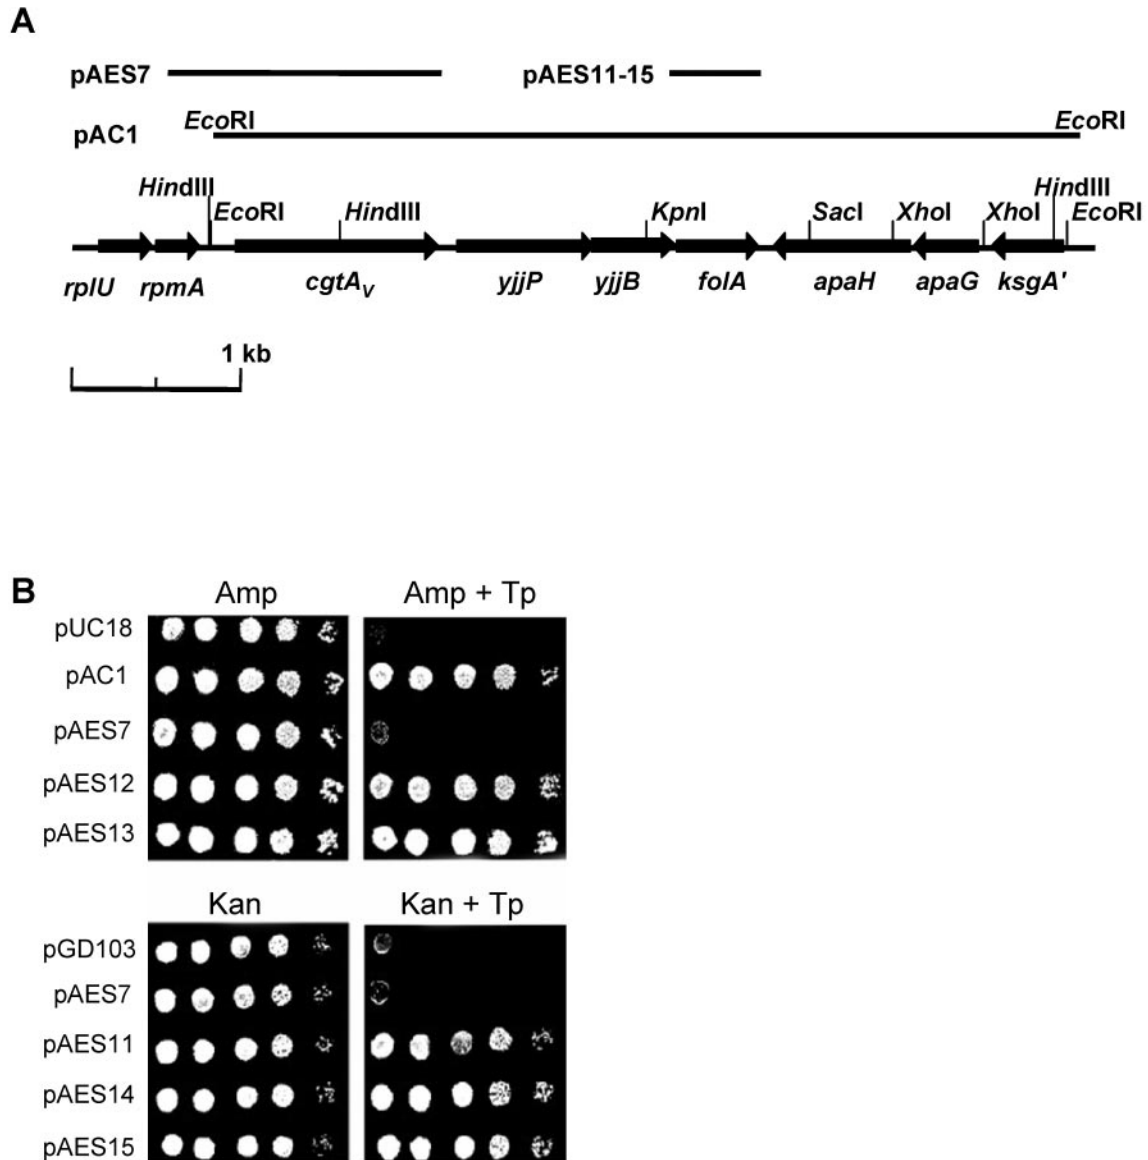 A
pAES7 pAES11-15
pAC1 EcoRI EcoRI
HindIII HindIII
EcoRI HindIII KpnI SacI XhoI XhoI EcoRI
rplU rpmA cgtAV yjjP yjjB folA apaH apaG ksgA'
1 kb
B
Amp Amp + Tp
pUC18
pAC1
pAES7
pAES12
pAES13
Kan Kan + Tp
pGD103
pAES7
pAES11
pAES14
pAES15